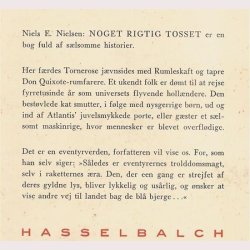 Niels E. Nielsen: NOGET RIGTIG TOSSET er en
bog fuld af sælsomme historier.
Her færdes Tornerose jævnsides med Rumleskaft og tapre
Don Quixote-rumfarere. Et ukendt folk er dømt til at rejse
fyrretusinde år som universets flyvende hollændere. Den
bestøvlede kat smutter, i følge med nysgerrige børn, ud og
ind af Atlantis' juvelsmykkede porte, eller gæster et sæl-
somt maskinrige, hvor mennesker er blevet overflødige.
Det er en eventyrverden, forfatteren vil vise os. For, som
han selv siger: »Således er eventyrernes trolddomsmagt,
selv i raketternes æra. Den, der een gang er strejfet af
deres gyldne lys, bliver lykkelig og usårlig, og ønsker at
vise andre vej til landet bag de blå bjerge . . .«
HASSELBALCH